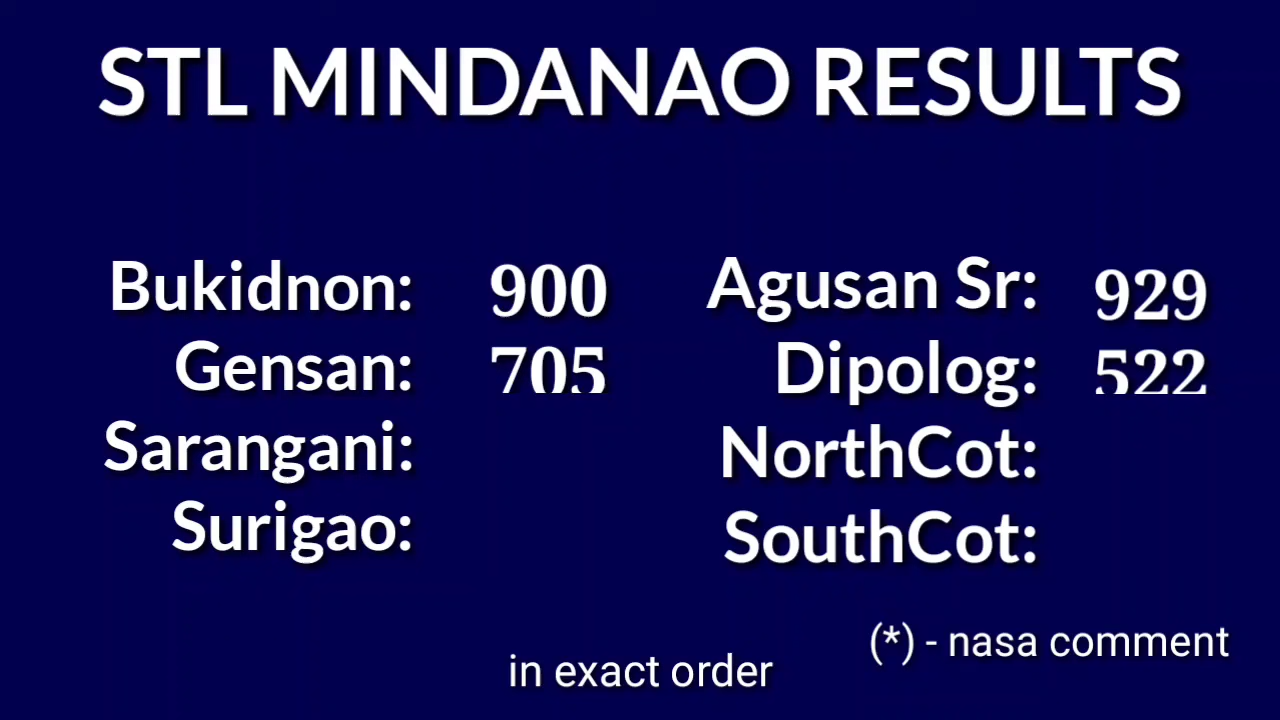 STL MINDANAO RESULTS
Bukidnon: 900
Gensan: 705
Sarangani:
Surigao:
Agusan Sr: 929
Dipolog: 522
NorthCot:
SouthCot:
(*) - nasa comment
in exact order